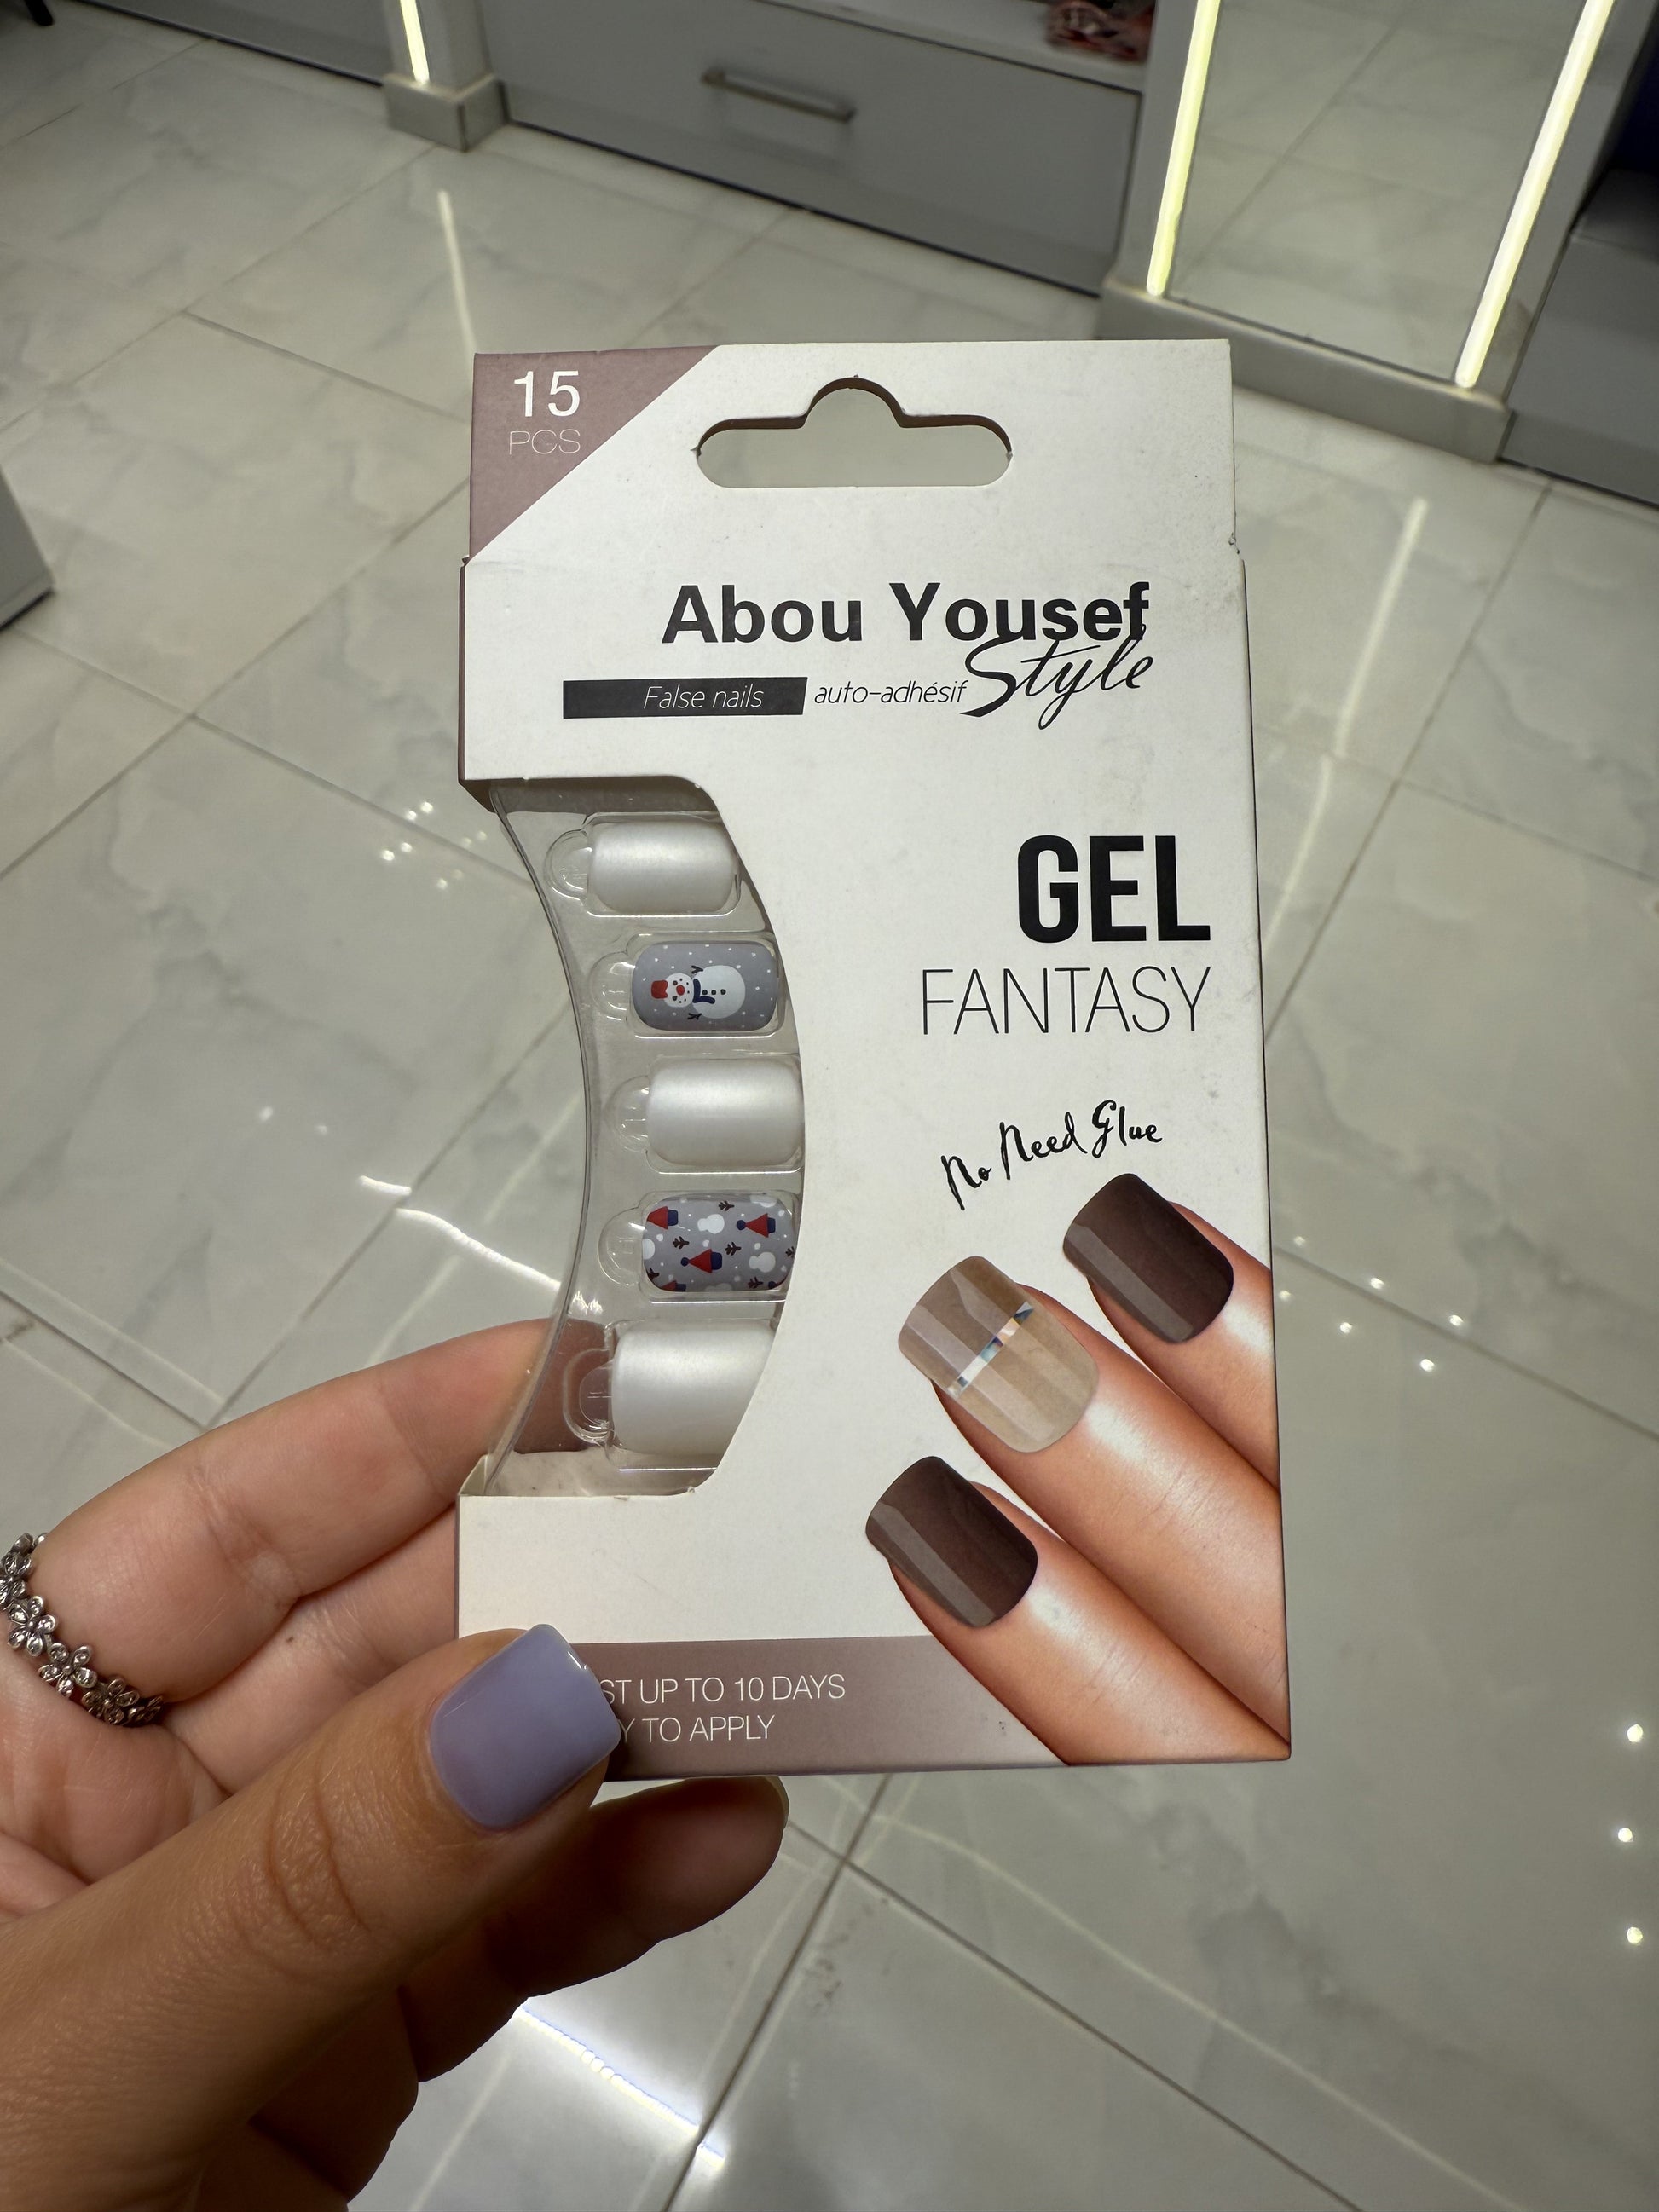 15
PCS
Abou Yousef
Style
False nails auto-adhésif
GEL
FANTASY
No Need Glue
UP TO 10 DAYS
TO APPLY